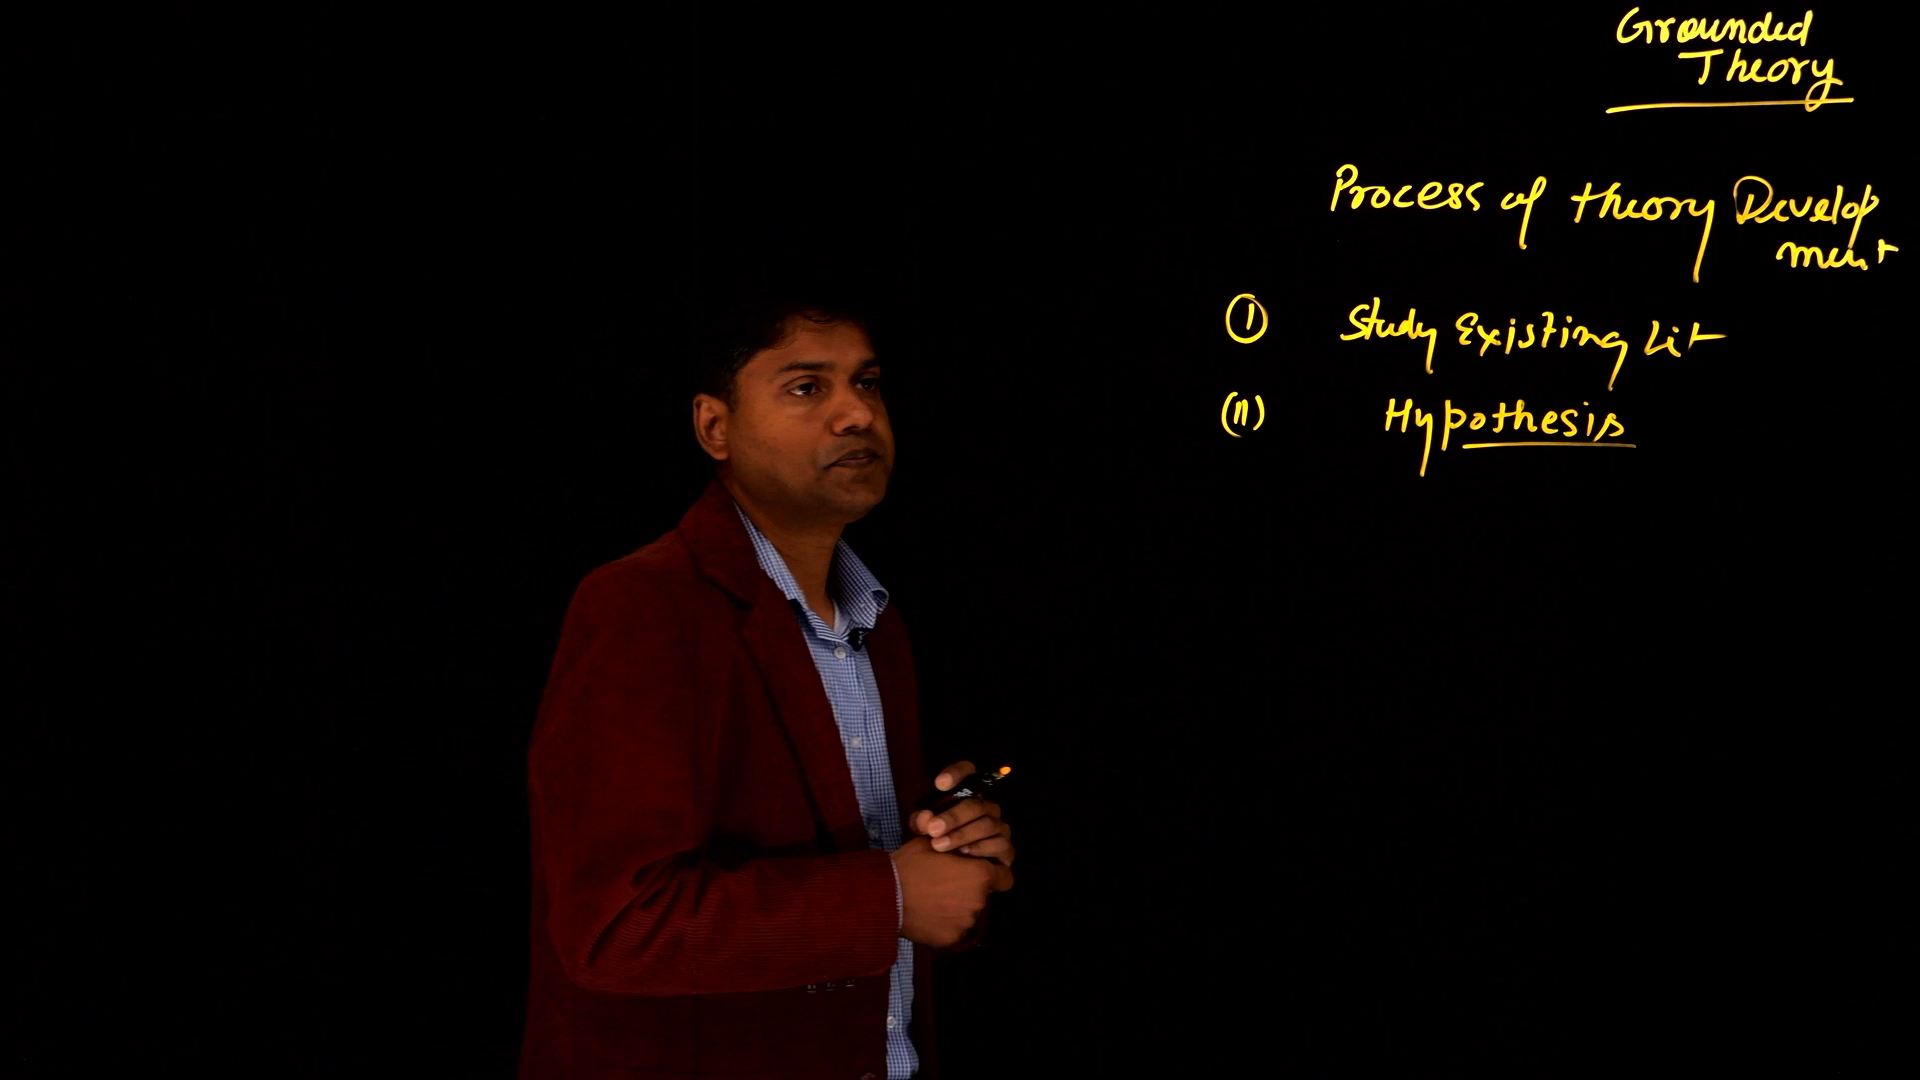 Grounded
Theory
Process of theory Develop
ment
(I) Study Existing Lit
(II) Hypothesis